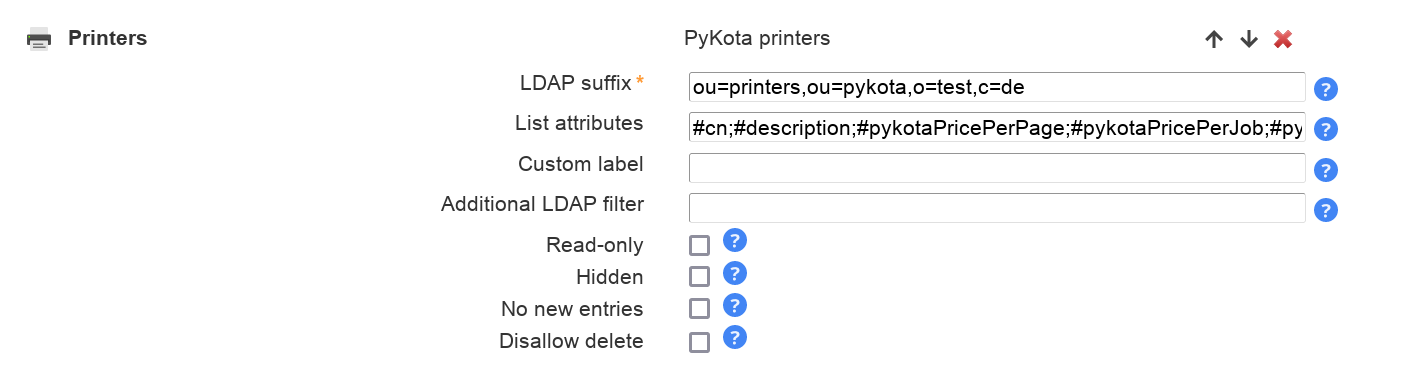 Printers PyKota printers
LDAP suffix * ou=printers,ou=pykota,o=test,c=de ?
List attributes #cn;#description;#pykotaPricePerPage;#pykotaPricePerJob;#py ?
Custom label ?
Additional LDAP filter ?
Read-only ?
Hidden ?
No new entries ?
Disallow delete ?